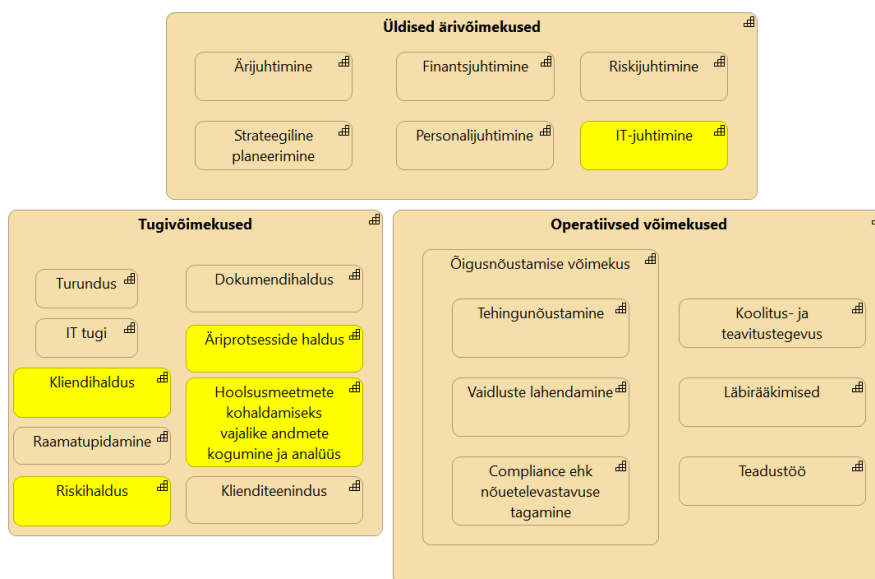 Üldised ärivõimekused
Ärijuhtimine
Finantsjuhtimine
Riskijuhtimine
Strateegiline
planeerimine
Personalijuhtimine
IT-juhtimine
Tugivõimekused
Turundus
Dokumendihaldus
IT tugi
Äriprotsesside haldus
Kliendihaldus
Hoolsusmeetmete
kohaldamiseks
vajalike andmete
kogumine ja analüüs
Raamatupidamine
Riskihaldus
Klienditeenindus
Operatiivsed võimekused
Õigusnõustamise võimekus
Tehingunõustamine
Vaidluste lahendamine
Compliance ehk
nõuetelevastavuse
tagamine
Koolitus- ja
teavitustegevus
Läbirääkimised
Teadustöö